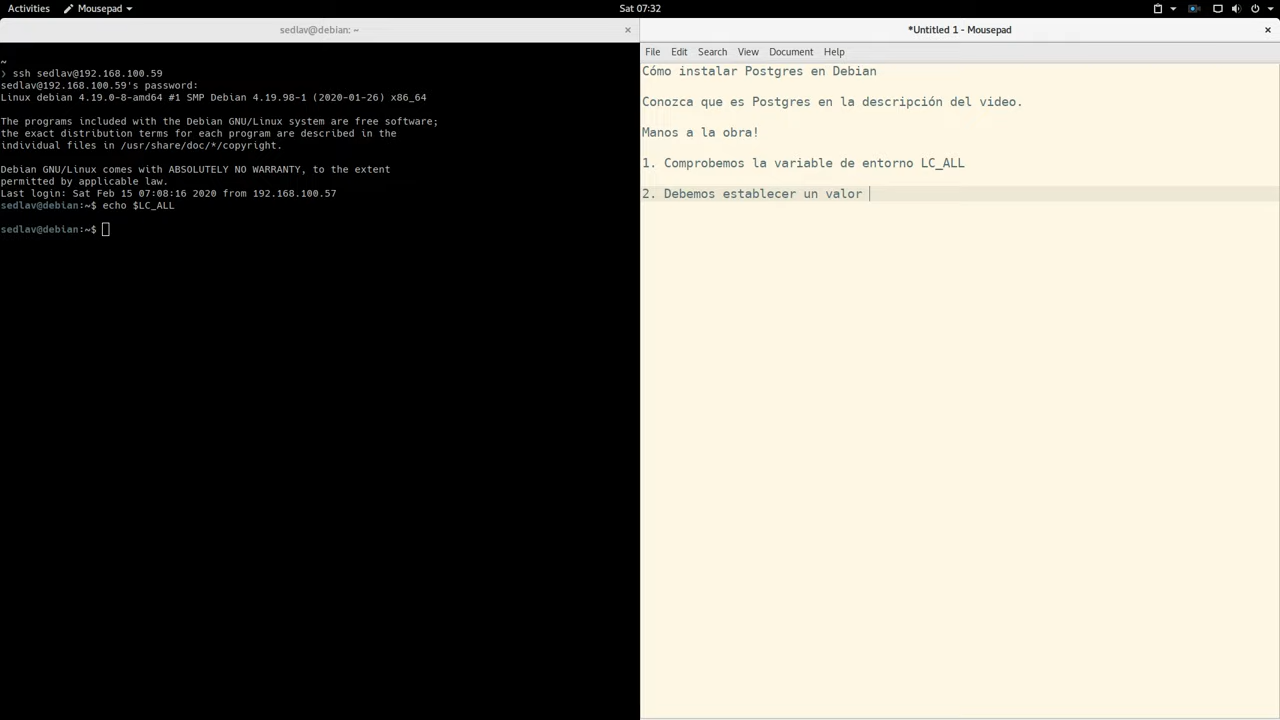 Activities
Mousepad
Sat 07:32
sedlav@debian: ~
*Untitled 1 - Mousepad
~
❯ ssh sedlav@192.168.100.59
sedlav@192.168.100.59's password:
Linux debian 4.19.0-8-amd64 #1 SMP Debian 4.19.98-1 (2020-01-26) x86_64
The programs included with the Debian GNU/Linux system are free software;
the exact distribution terms for each program are described in the
individual files in /usr/share/doc/*/copyright.
Debian GNU/Linux comes with ABSOLUTELY NO WARRANTY, to the extent
permitted by applicable law.
Last login: Sat Feb 15 07:08:16 2020 from 192.168.100.57
sedlav@debian:~$ echo $LC_ALL
sedlav@debian:~$
File Edit Search View Document Help
Cómo instalar Postgres en Debian
Conozca que es Postgres en la descripción del video.
Manos a la obra!
1. Comprobemos la variable de entorno LC_ALL
2. Debemos establecer un valor